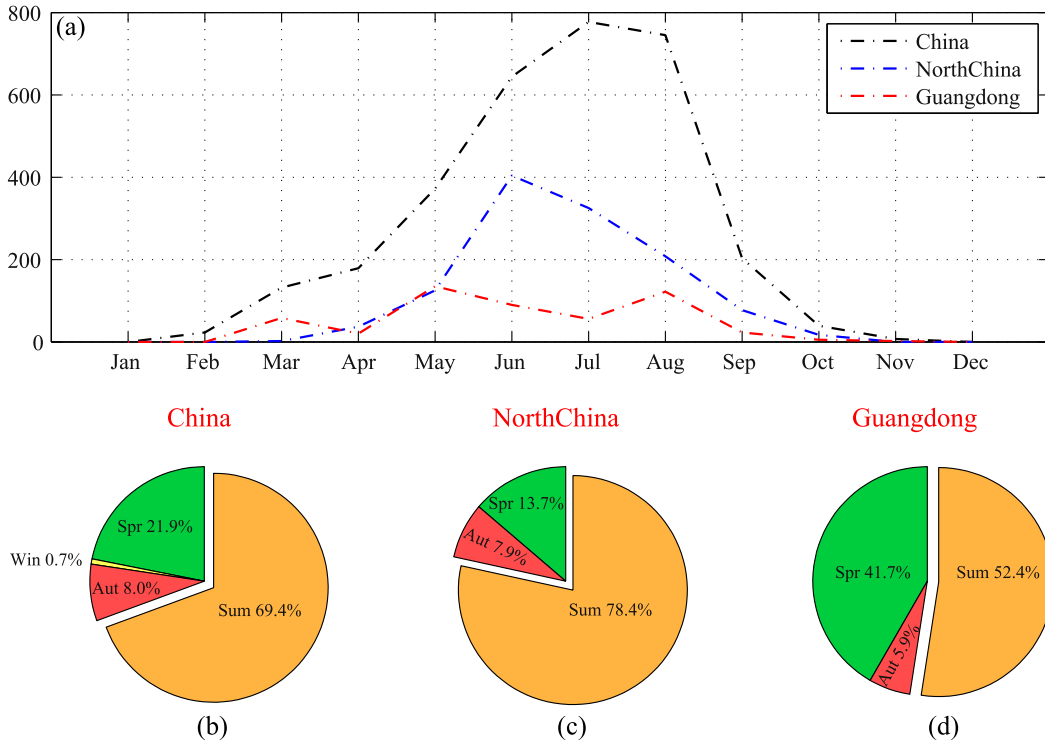 800
(a)
China
NorthChina
Guangdong
600
400
200
0
Jan Feb Mar Apr May Jun Jul Aug Sep Oct Nov Dec
China NorthChina Guangdong
Spr 21.9%
Win 0.7%
Aut 8.0%
Sum 69.4%
(b)
Spr 13.7%
Aut 7.9%
Sum 78.4%
(c)
Spr 41.7%
Sum 52.4%
Aut 5.9%
(d)